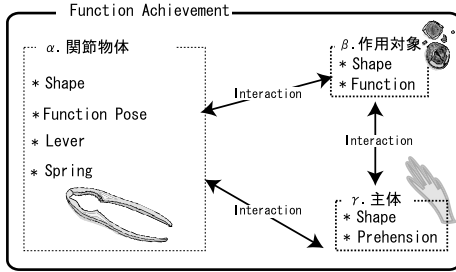 Function Achievement
α.関節物体
* Shape
* Function Pose
* Lever
* Spring
β.作用対象
* Shape
* Function
Interaction
Interaction
Interaction
γ.主体
* Shape
* Prehension